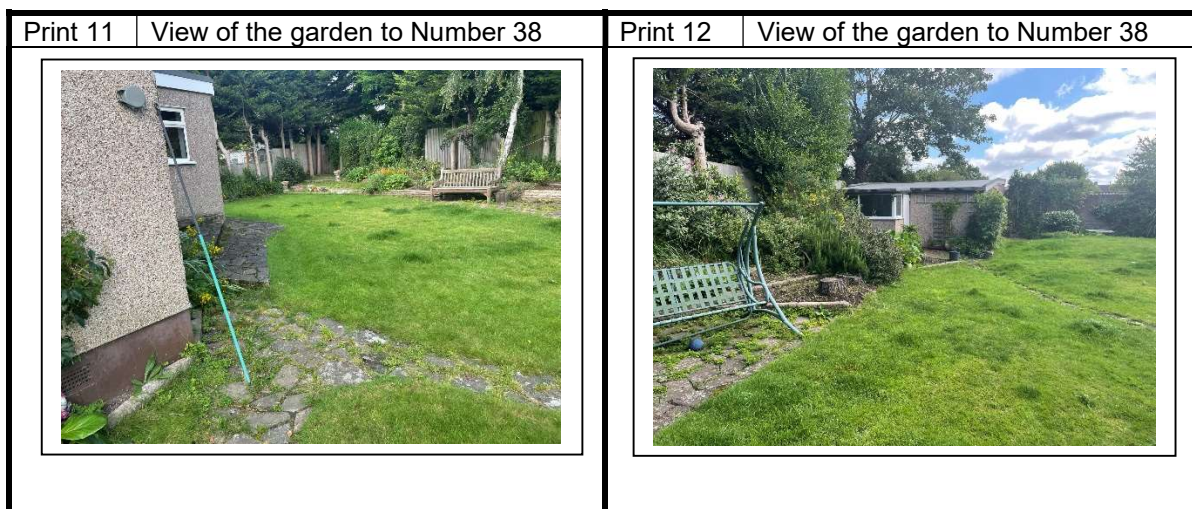 Print 11 View of the garden to Number 38
Print 12 View of the garden to Number 38